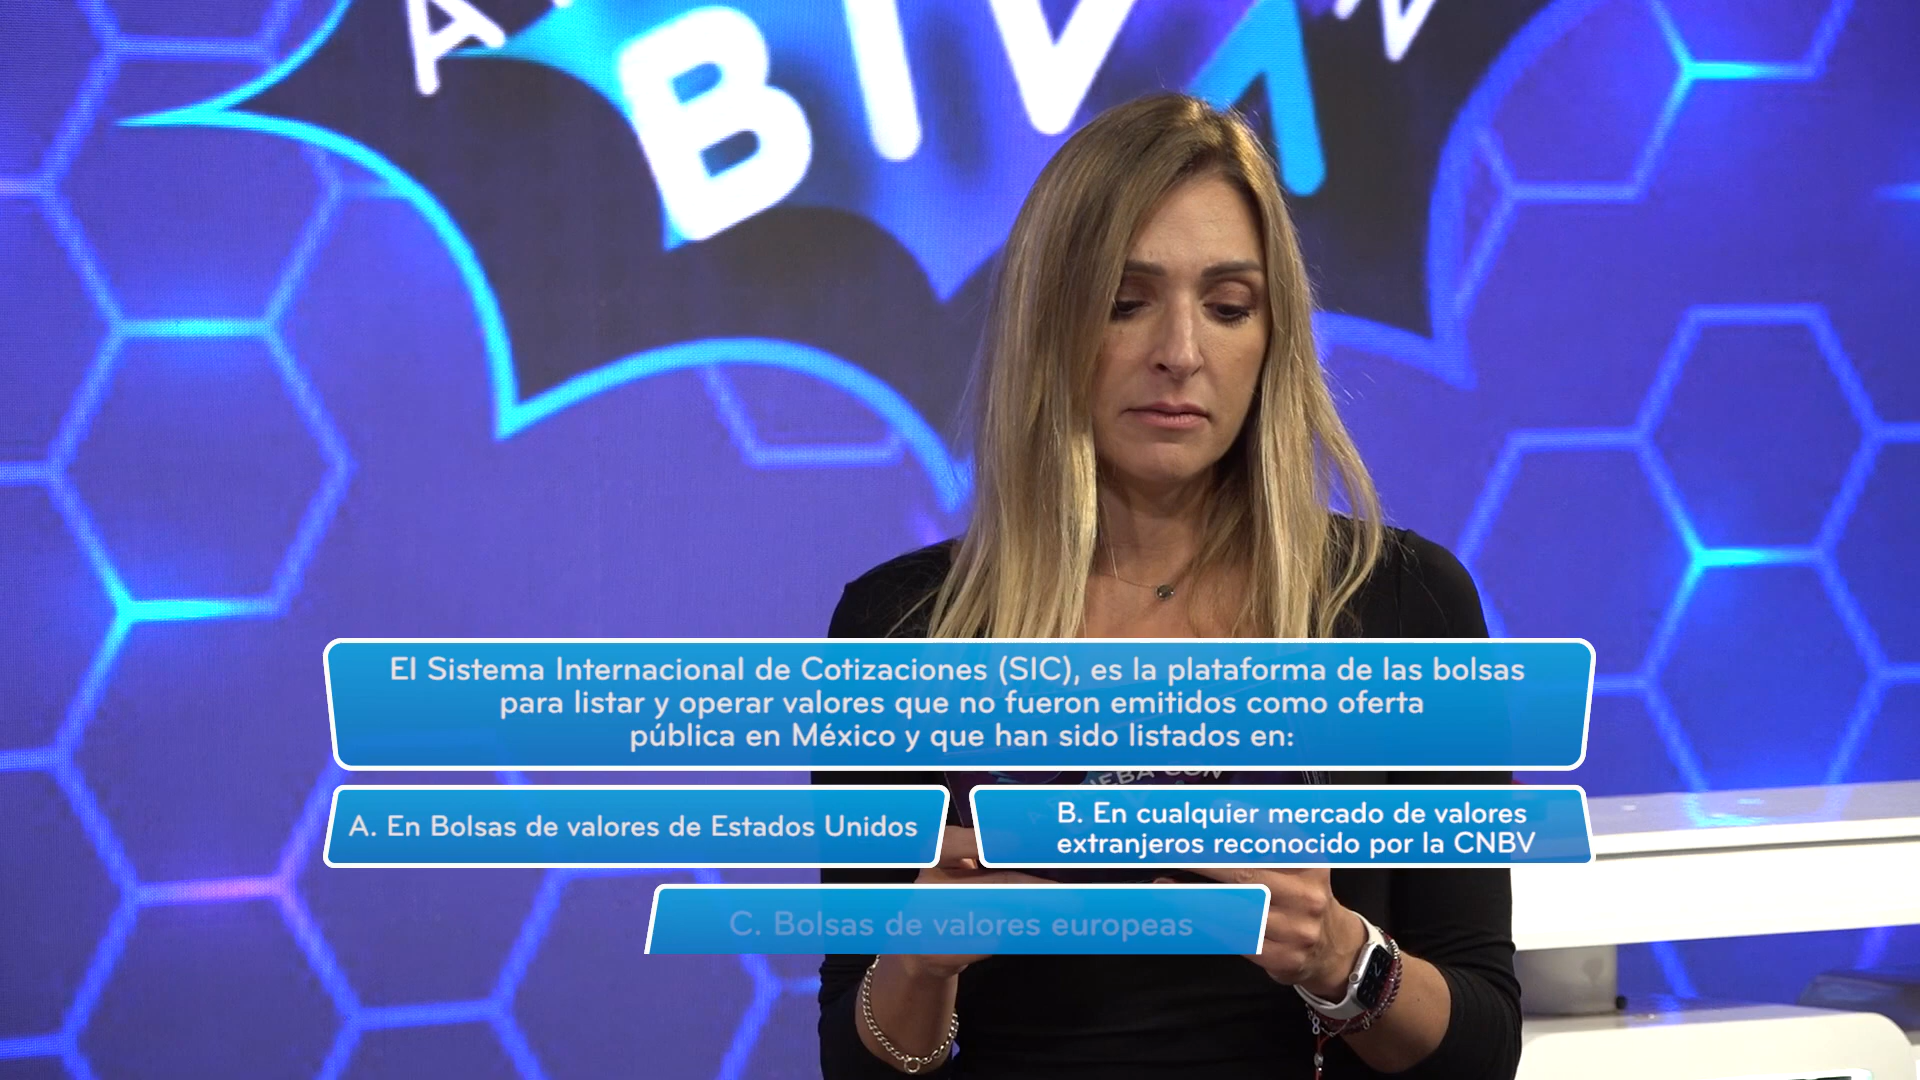 BIVA
El Sistema Internacional de Cotizaciones (SIC), es la plataforma de las bolsas
para listar y operar valores que no fueron emitidos como oferta
pública en México y que han sido listados en:
A. En Bolsas de valores de Estados Unidos
B. En cualquier mercado de valores
extranjeros reconocido por la CNBV
C. Bolsas de valores europeas